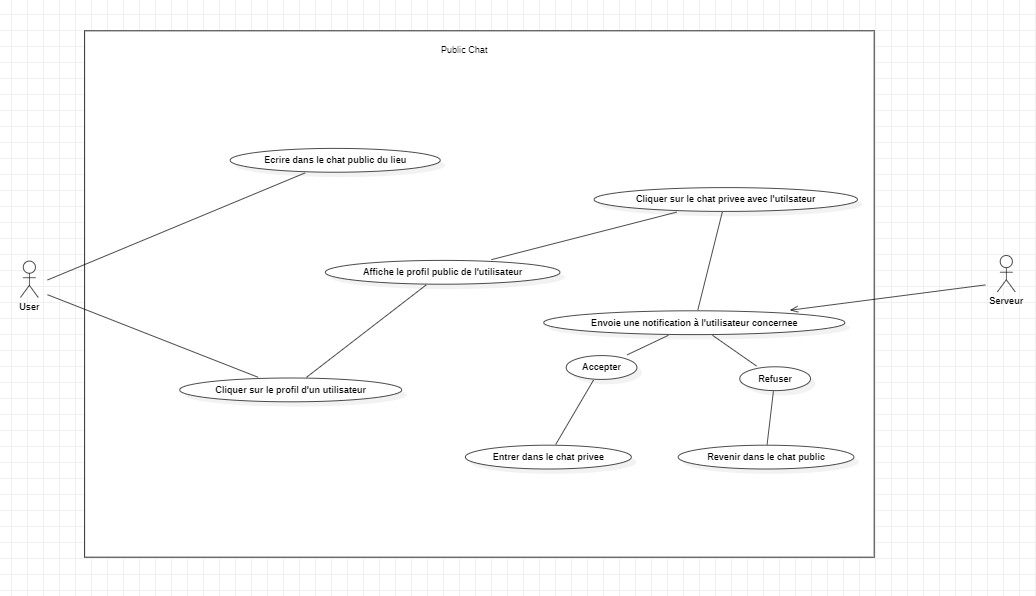 Public Chat
Ecrire dans le chat public du lieu
Cliquer sur le chat privee avec l'utilsateur
Affiche le profil public de l'utilisateur
User
Serveur
Envoie une notification à l'utilisateur concernee
Accepter
Refuser
Cliquer sur le profil d'un utilisateur
Entrer dans le chat privee
Revenir dans le chat public